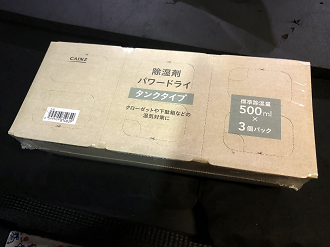 CAINZ
除湿剤
パワードライ
タンクタイプ
クローゼットや下駄箱などの
湿気対策に
標準除湿量
500ml
×
3個パック